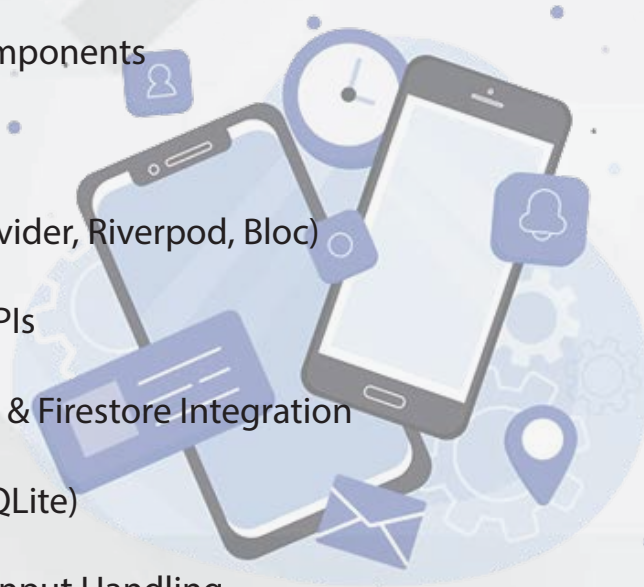 mponents
vider, Riverpod, Bloc)
PIs
& Firestore Integration
QLite)
nput Handling